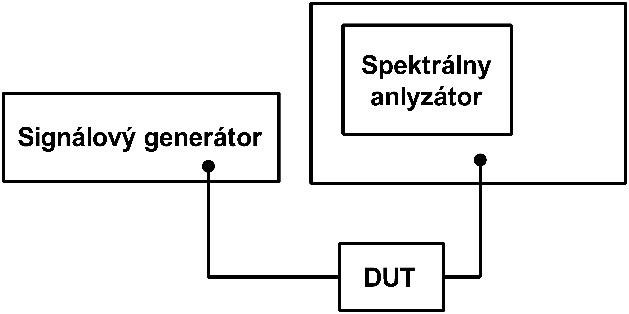 Spektrálny
anlyzátor
Signálový generátor
DUT